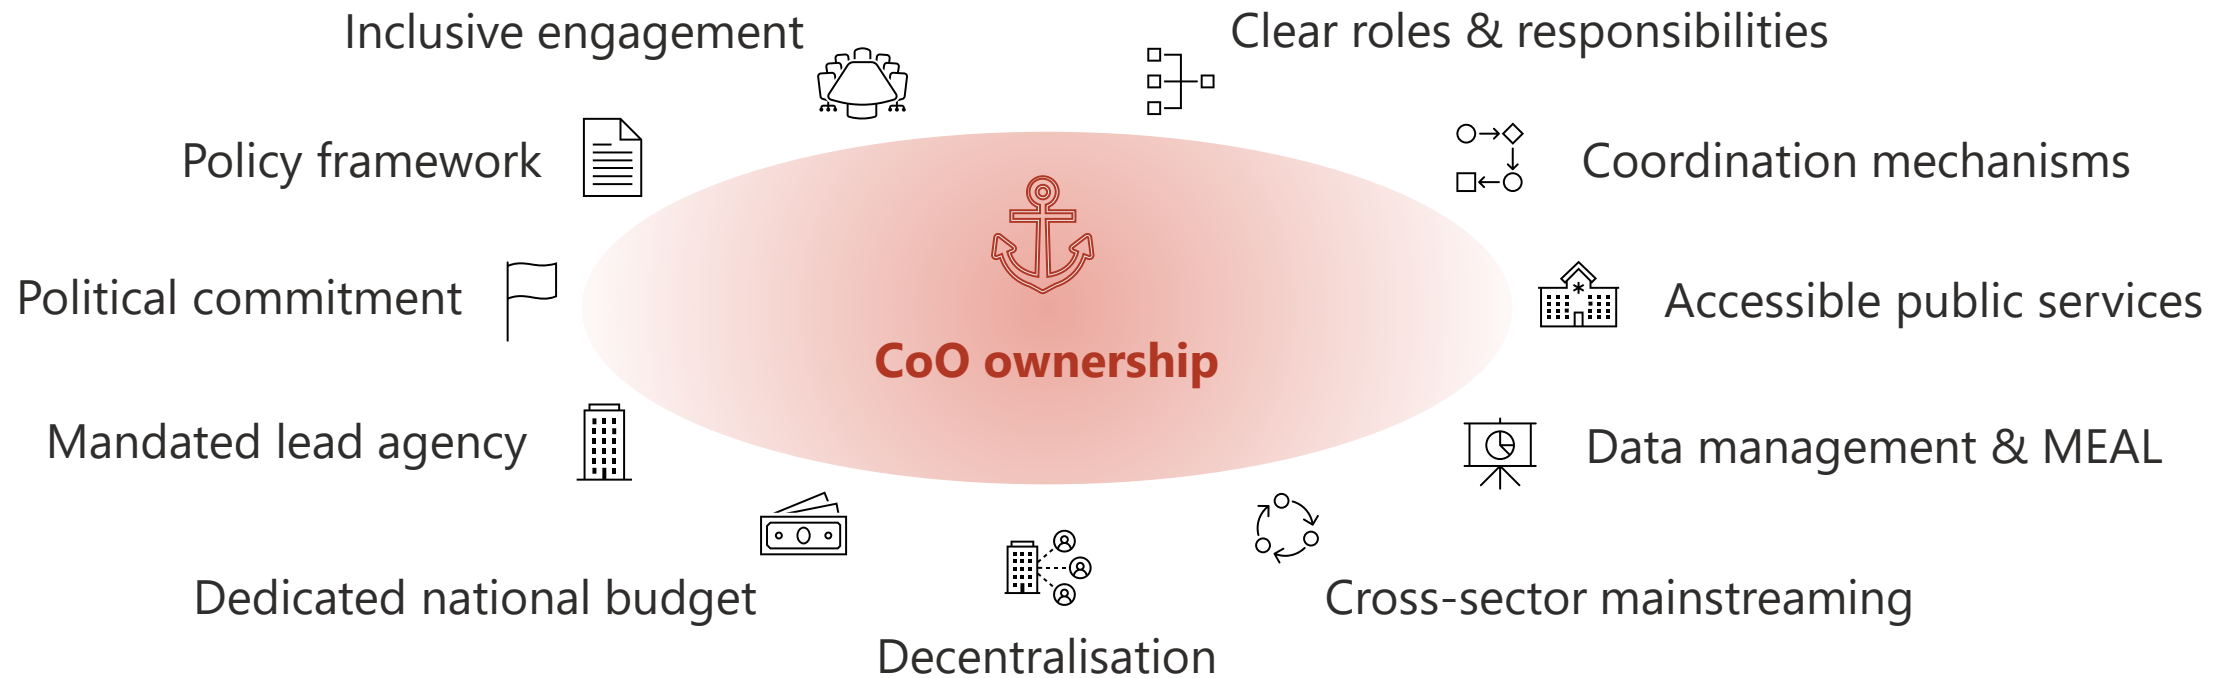 Inclusive engagement
Clear roles & responsibilities
Policy framework
Coordination mechanisms
Political commitment
Accessible public services
CoO ownership
Mandated lead agency
Data management & MEAL
Dedicated national budget
Cross-sector mainstreaming
Decentralisation